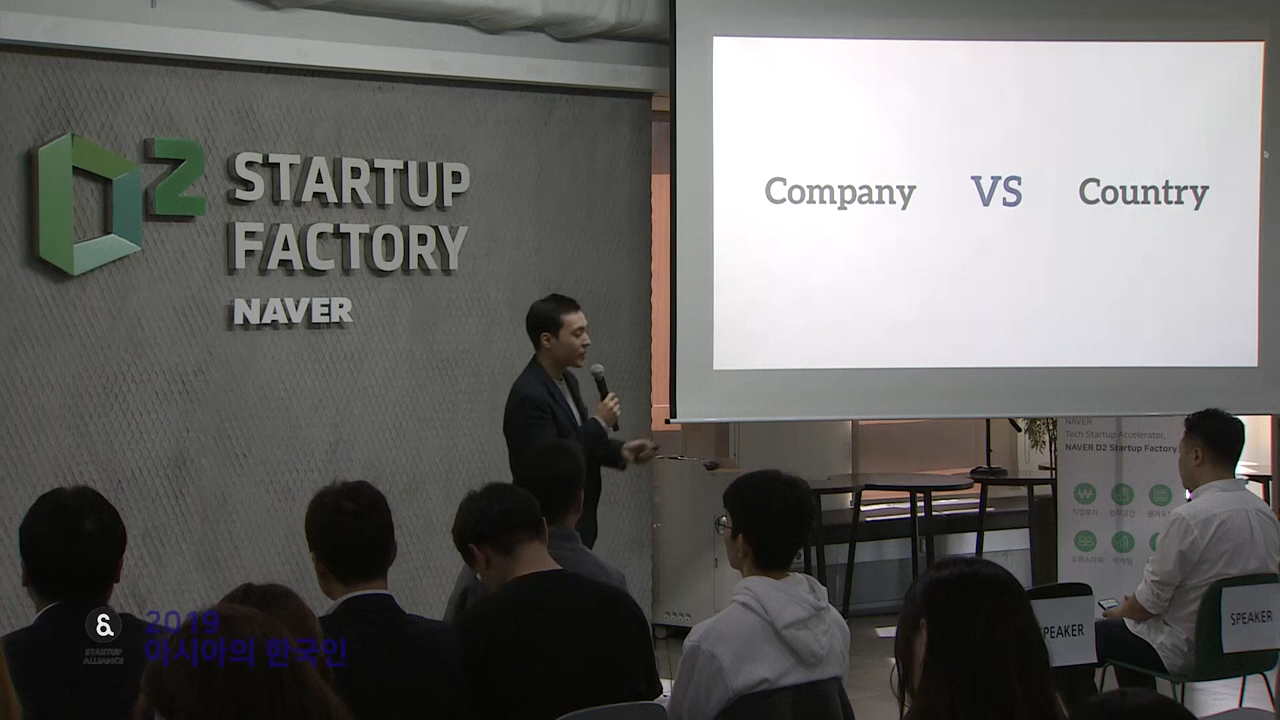 D2 STARTUP
FACTORY
NAVER
Company VS Country
NAVER
Tech Startup Accelerator,
NAVER D2 Startup Factory
SPEAKER
SPEAKER
&
STARTUP
ALLIANCE
2019
아시아의 한국인